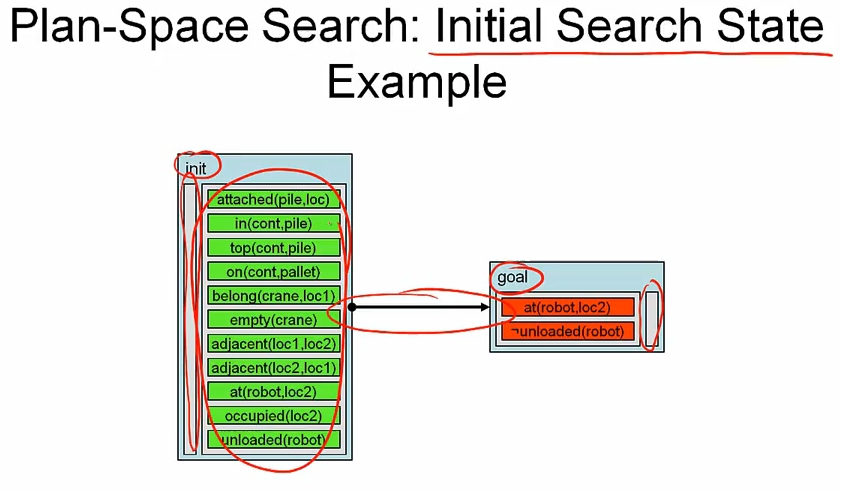 Plan-Space Search: Initial Search State
Example
init
attached(pile,loc)
in(cont,pile)
top(cont,pile)
on(cont,pallet)
belong(crane,loc1)
empty(crane)
adjacent(loc1,loc2)
adjacent(loc2,loc1)
at(robot,loc2)
occupied(loc2)
unloaded(robot)
goal
at(robot,loc2)
¬unloaded(robot)